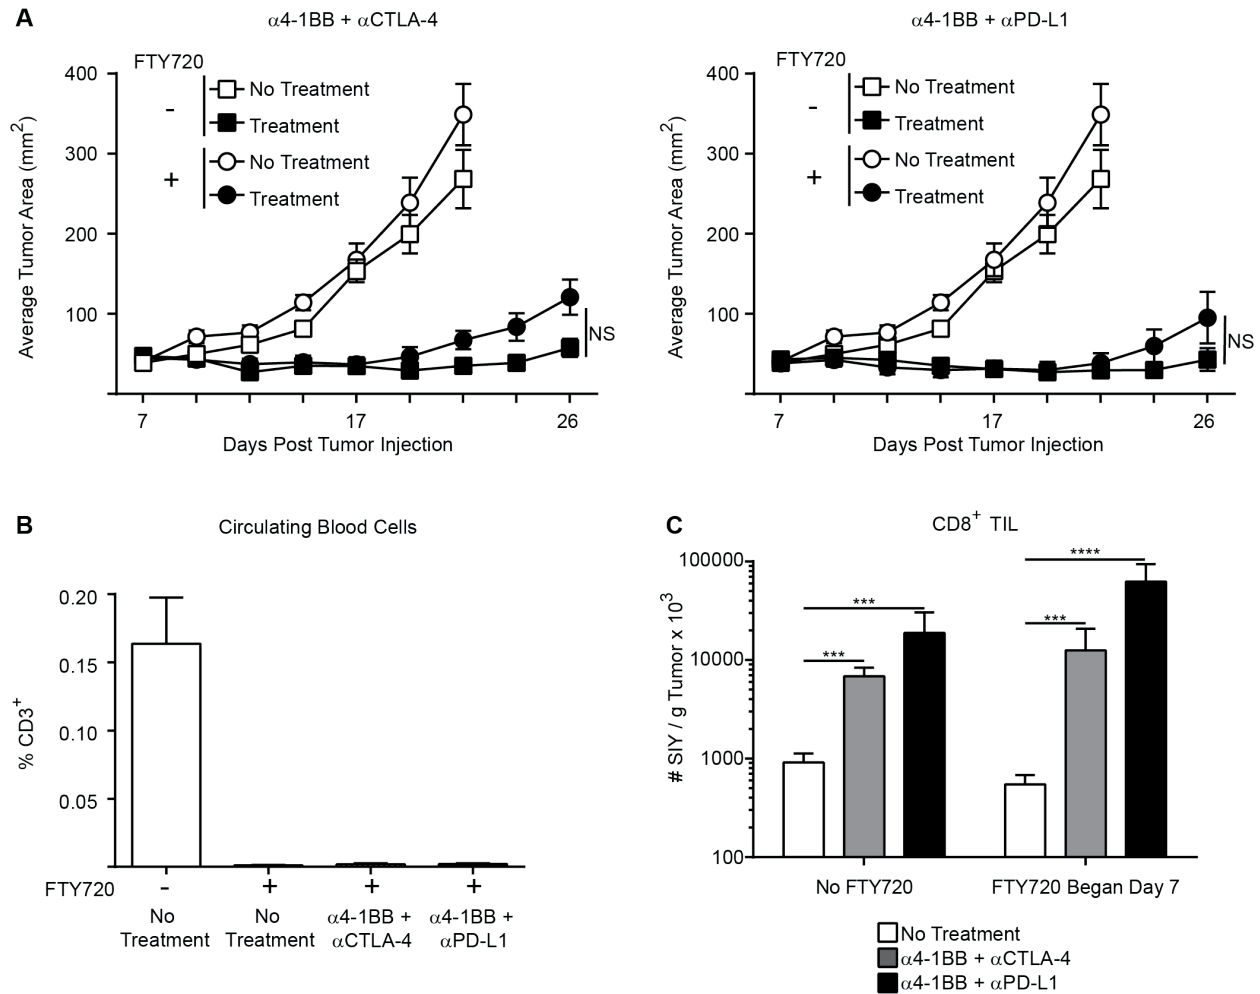 A
α4-1BB + αCTLA-4
FTY720
-
No Treatment
Treatment
+
No Treatment
Treatment
Average Tumor Area (mm²)
400
300
200
100
NS
7
17
26
Days Post Tumor Injection
α4-1BB + αPD-L1
FTY720
-
No Treatment
Treatment
+
No Treatment
Treatment
Average Tumor Area (mm²)
400
300
200
100
NS
7
17
26
Days Post Tumor Injection
B
Circulating Blood Cells
% CD3⁺
0.20
0.15
0.10
0.05
FTY720 - + + +
No Treatment
No Treatment
α4-1BB + αCTLA-4
α4-1BB + αPD-L1
C
CD8⁺ TIL
# SIY / g Tumor x 10³
100000
10000
1000
100
***
***
***
****
No FTY720
FTY720 Began Day 7
No Treatment
α4-1BB + αCTLA-4
α4-1BB + αPD-L1